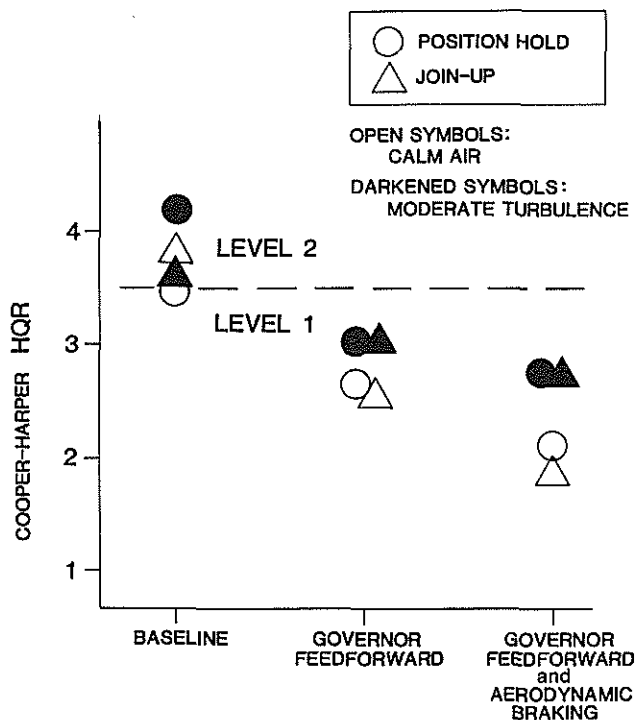 POSITION HOLD
JOIN-UP
OPEN SYMBOLS:
CALM AIR
DARKENED SYMBOLS:
MODERATE TURBULENCE
COOPER-HARPER HQR
4
3
2
1
LEVEL 2
LEVEL 1
BASELINE
GOVERNOR
FEEDFORWARD
GOVERNOR
FEEDFORWARD
and
AERODYNAMIC
BRAKING